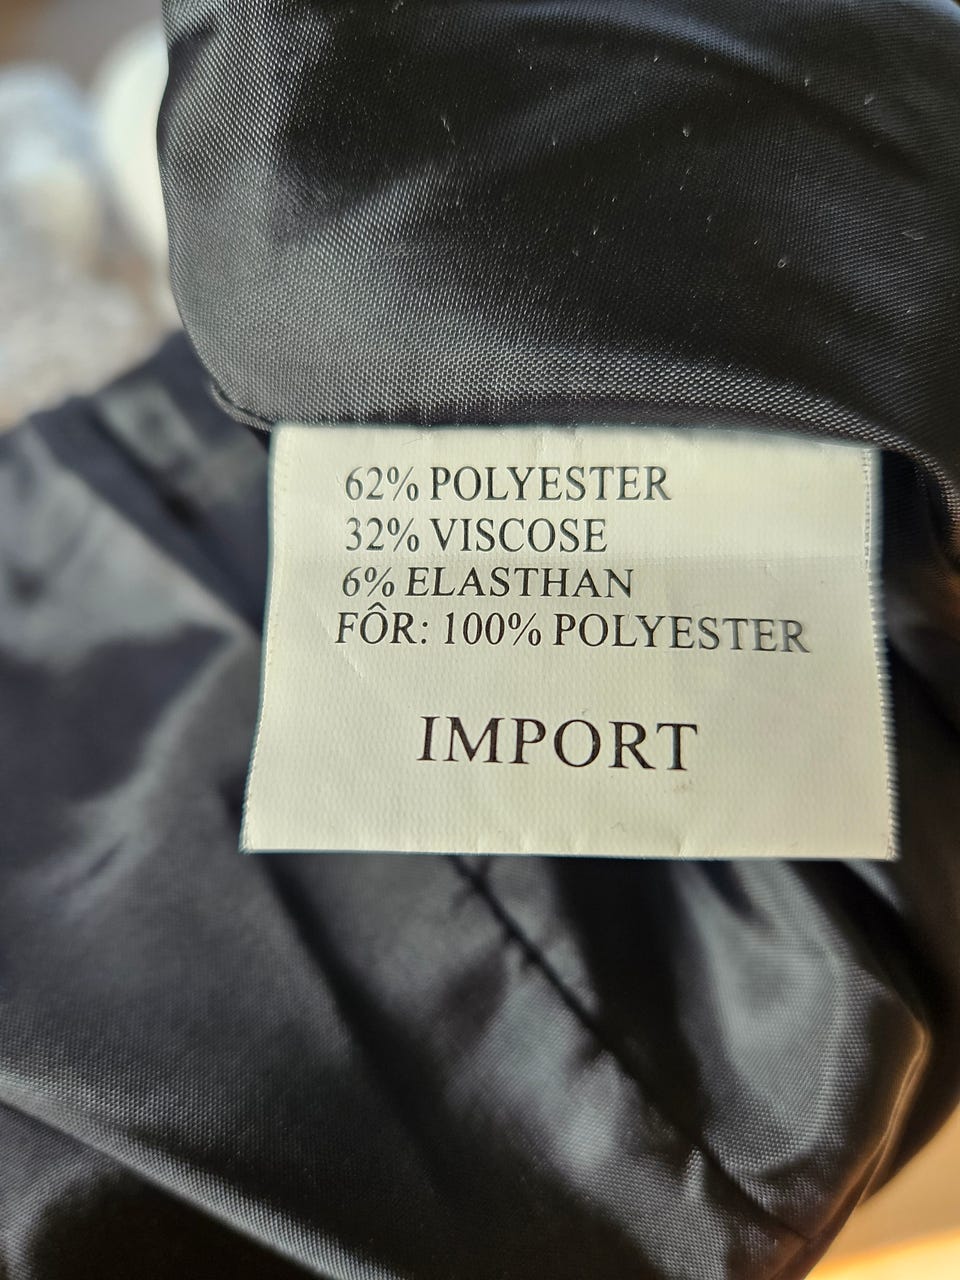 62% POLYESTER
32% VISCOSE
6% ELASTHAN
FÔR: 100% POLYESTER
IMPORT